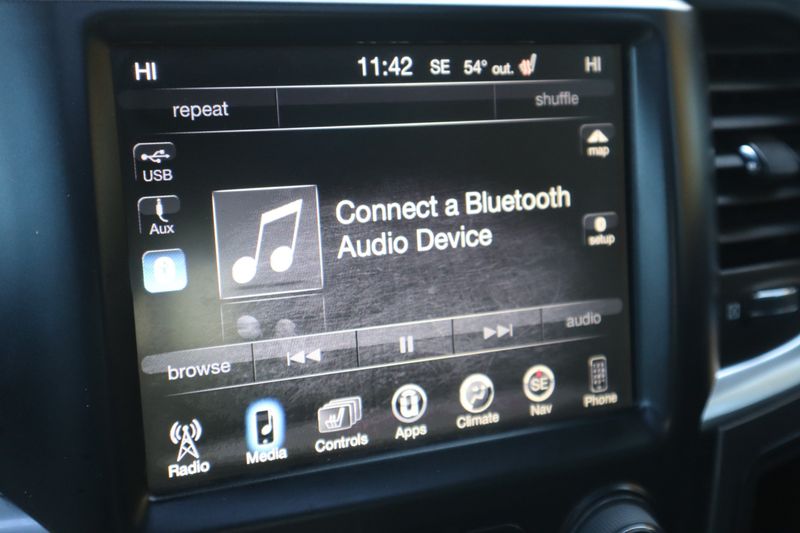 HI 11:42 SE 54° out. HI
repeat shuffle
map
USB
Connect a Bluetooth
Aux
Audio Device
setup
browse audio
Radio Media Controls Apps Climate SE Nav Phone